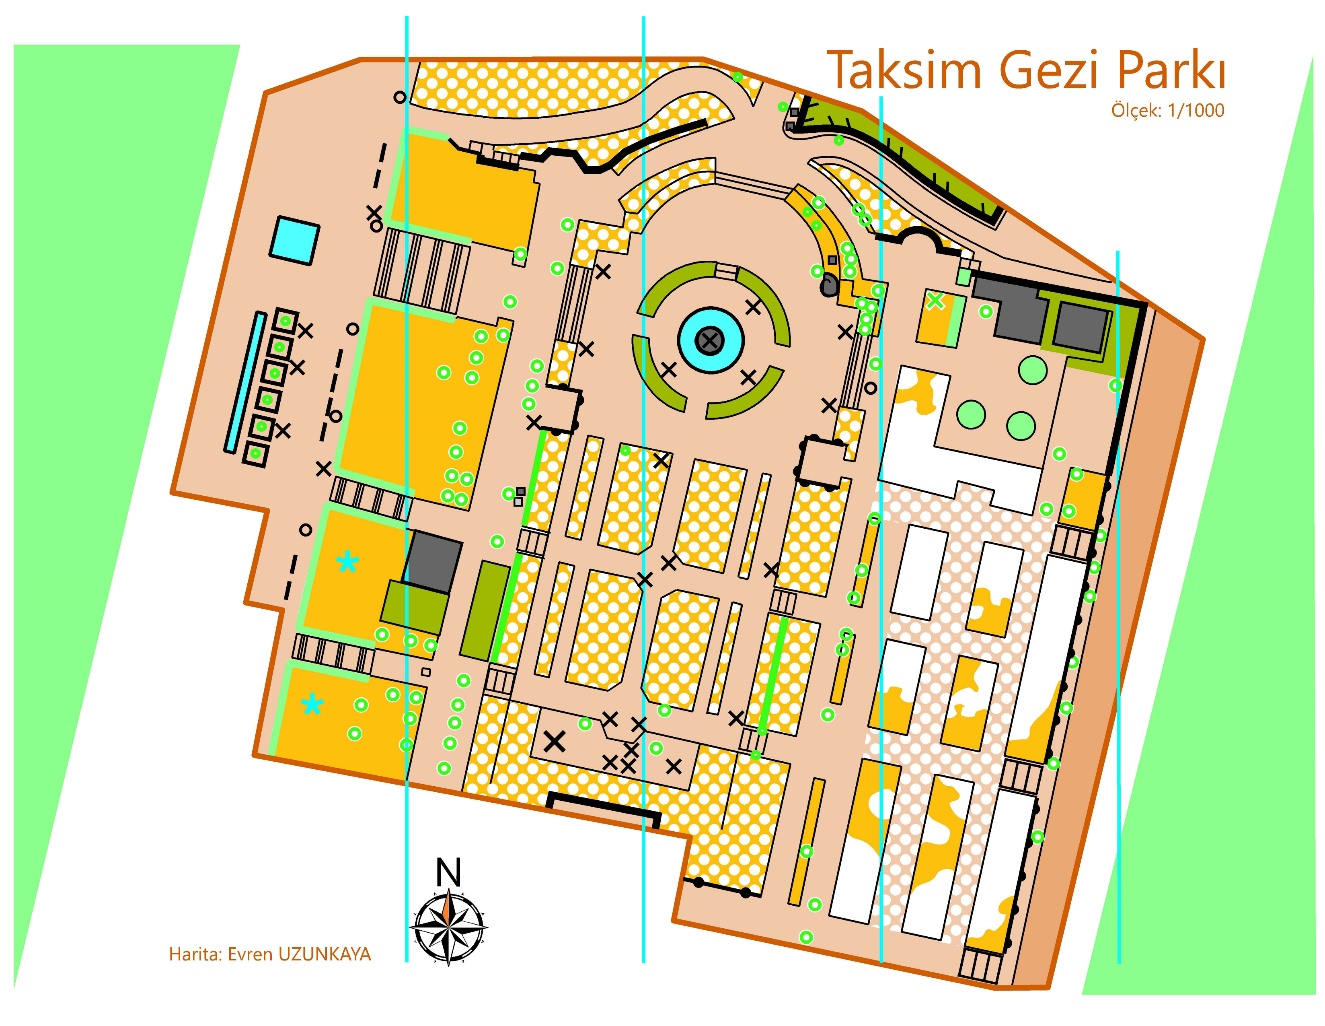 Taksim Gezi Parkı
Ölçek: 1/1000
N
Harita: Evren UZUNKAYA